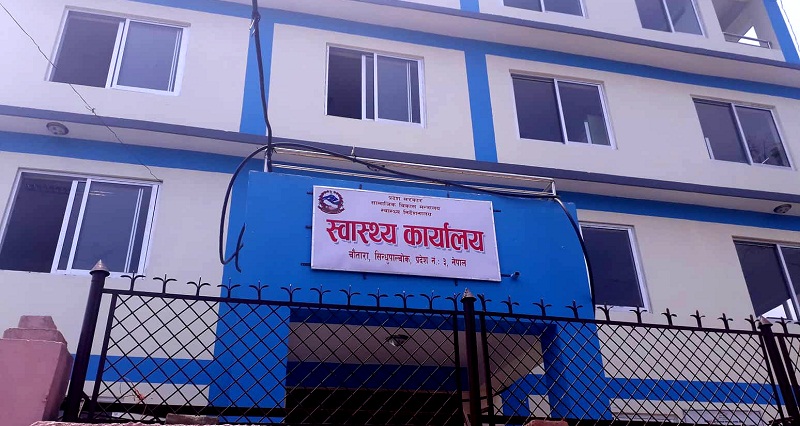 प्रदेश सरकार
सामाजिक विकास मन्त्रालय
स्वास्थ्य निर्देशनालय
स्वास्थ्य कार्यालय
चौतारा, सिन्धुपाल्चोक, प्रदेश नं.: ३, नेपाल